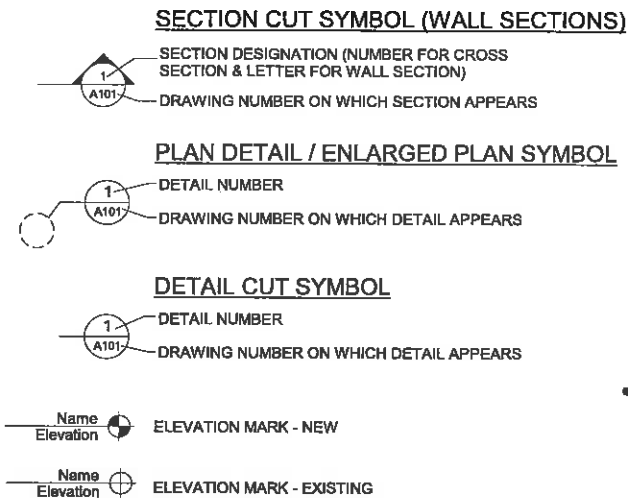 SECTION CUT SYMBOL (WALL SECTIONS)
1
A101
SECTION DESIGNATION (NUMBER FOR CROSS
SECTION & LETTER FOR WALL SECTION)
DRAWING NUMBER ON WHICH SECTION APPEARS
PLAN DETAIL / ENLARGED PLAN SYMBOL
1
A101
DETAIL NUMBER
DRAWING NUMBER ON WHICH DETAIL APPEARS
DETAIL CUT SYMBOL
1
A101
DETAIL NUMBER
DRAWING NUMBER ON WHICH DETAIL APPEARS
Name
Elevation
ELEVATION MARK - NEW
Name
Elevation
ELEVATION MARK - EXISTING